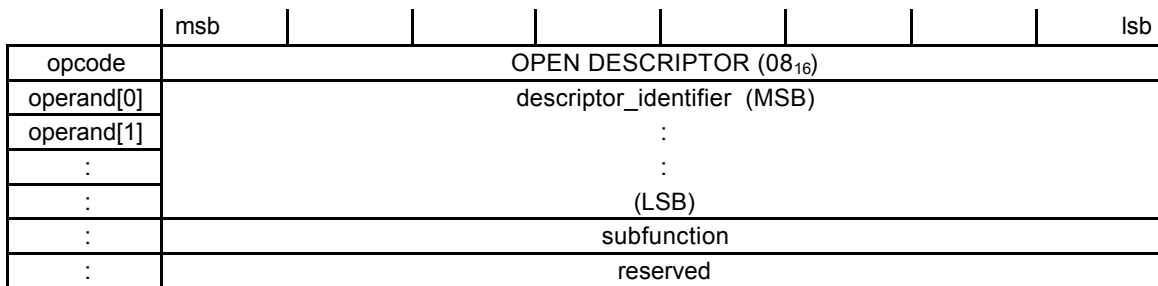 msb lsb
opcode OPEN DESCRIPTOR (08₁₆)
operand[0] descriptor_identifier (MSB)
operand[1] :
: :
: (LSB)
: subfunction
: reserved